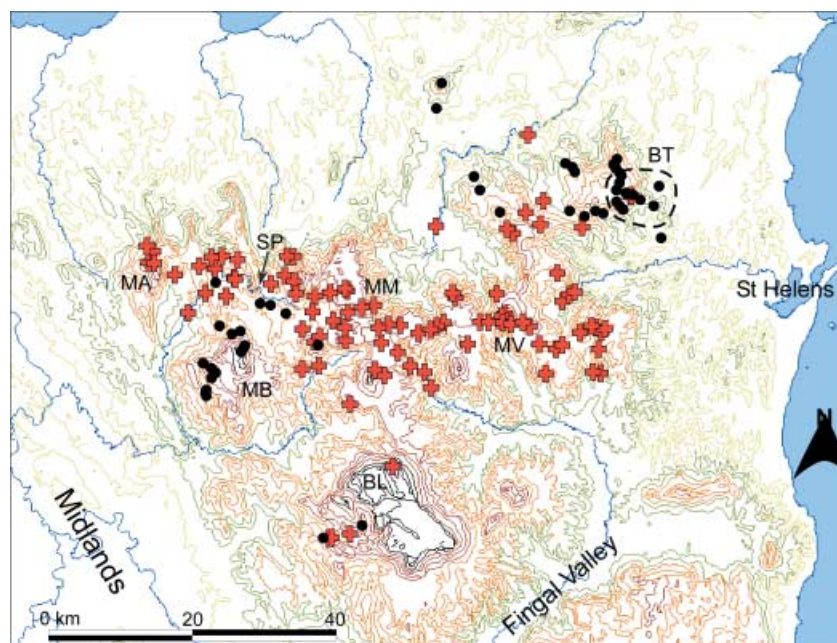 BT
SP
MA
MM
St Helens
MV
MB
N
BL
Midlands
Fingal Valley
0 km 20 40